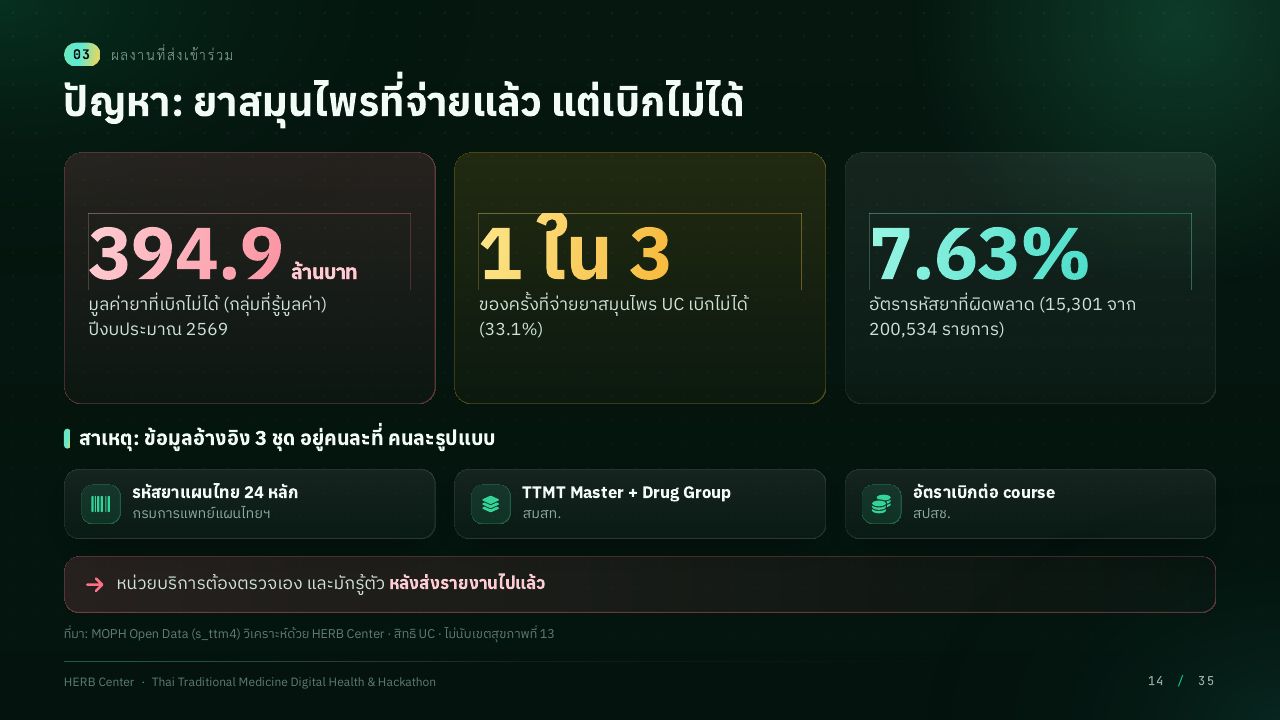 03 ผลงานที่ส่งเข้าร่วม
ปัญหา: ยาสมุนไพรที่จ่ายแล้ว แต่เบิกไม่ได้
394.9 ล้านบาท
มูลค่ายาที่เบิกไม่ได้ (กลุ่มที่รู้มูลค่า)
ปีงบประมาณ 2569
1 ใน 3
ของครั้งที่จ่ายยาสมุนไพร UC เบิกไม่ได้
(33.1%)
7.63%
อัตรารหัสยาที่ผิดพลาด (15,301 จาก
200,534 รายการ)
สาเหตุ: ข้อมูลอ้างอิง 3 ชุด อยู่คนละที่ คนละรูปแบบ
รหัสยาแผนไทย 24 หลัก
กรมการแพทย์แผนไทยฯ
TTMT Master + Drug Group
สมสท.
อัตราเบิกต่อ course
สปสช.
→ หน่วยบริการต้องตรวจเอง และมักรู้ตัว หลังส่งรายงานไปแล้ว
ที่มา: MOPH Open Data (s_ttm4) วิเคราะห์ด้วย HERB Center · สิทธิ UC · ไม่นับเขตสุขภาพที่ 13
HERB Center · Thai Traditional Medicine Digital Health & Hackathon
14 / 35